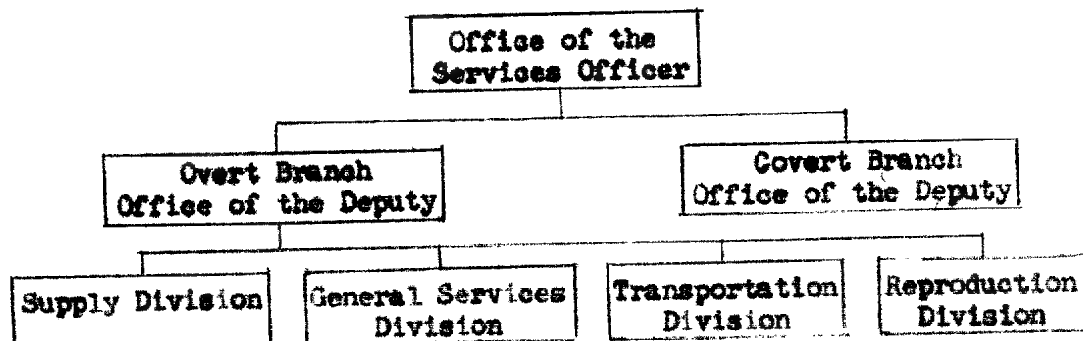 Office of the
Services Officer
Overt Branch
Office of the Deputy
Covert Branch
Office of the Deputy
Supply Division
General Services
Division
Transportation
Division
Reproduction
Division